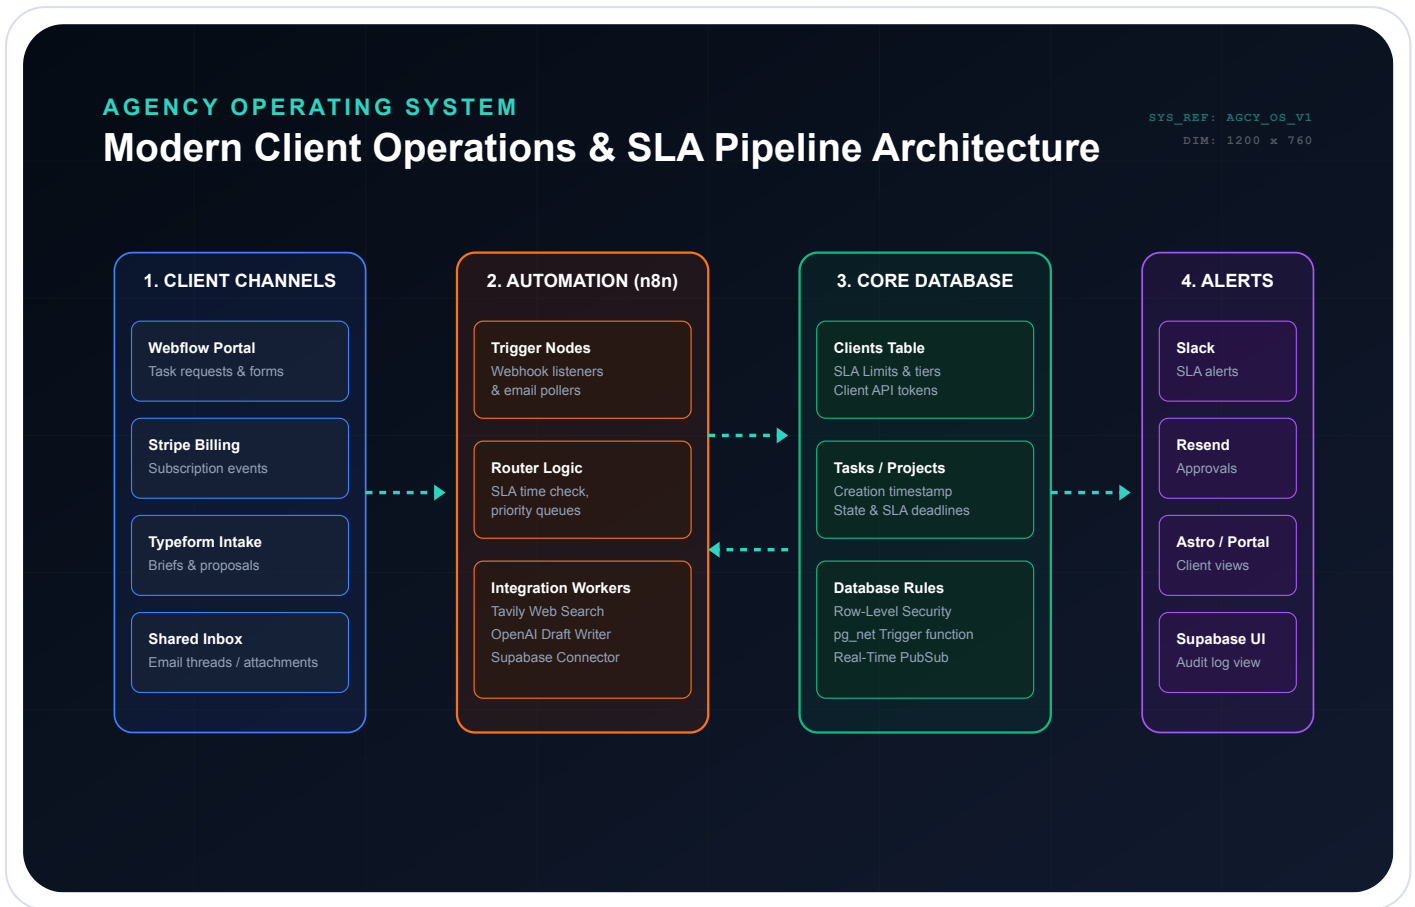 AGENCY OPERATING SYSTEM
Modern Client Operations & SLA Pipeline Architecture
SYS_REF: AGCY_OS_V1
DIM: 1200 x 760
1. CLIENT CHANNELS
Webflow Portal
Task requests & forms
Stripe Billing
Subscription events
Typeform Intake
Briefs & proposals
Shared Inbox
Email threads / attachments
2. AUTOMATION (n8n)
Trigger Nodes
Webhook listeners
& email pollers
Router Logic
SLA time check,
priority queues
Integration Workers
Tavily Web Search
OpenAI Draft Writer
Supabase Connector
3. CORE DATABASE
Clients Table
SLA Limits & tiers
Client API tokens
Tasks / Projects
Creation timestamp
State & SLA deadlines
Database Rules
Row-Level Security
pg_net Trigger function
Real-Time PubSub
4. ALERTS
Slack
SLA alerts
Resend
Approvals
Astro / Portal
Client views
Supabase UI
Audit log view